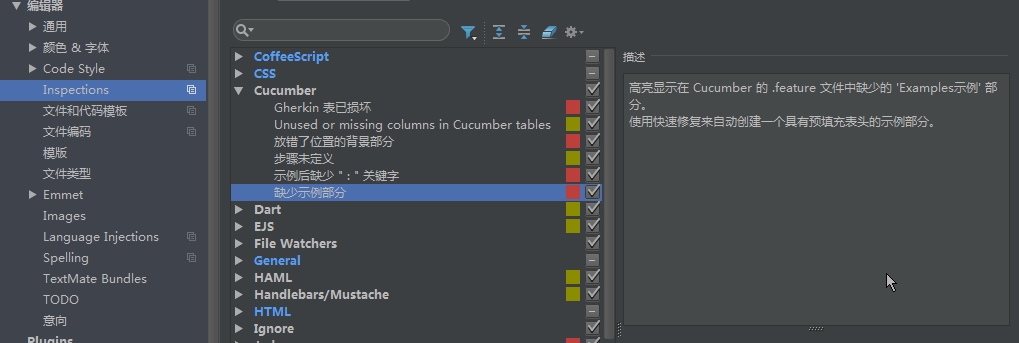 编辑器
通用
颜色 & 字体
Code Style
Inspections
文件和代码模板
文件编码
模版
文件类型
Emmet
Images
Language Injections
Spelling
TextMate Bundles
TODO
意向
Plugins
CoffeeScript
CSS
Cucumber
Gherkin 表已损坏
Unused or missing columns in Cucumber tables
放错了位置的背景部分
步骤未定义
示例后缺少 " : " 关键字
缺少示例部分
Dart
EJS
File Watchers
General
HAML
Handlebars/Mustache
HTML
Ignore
描述
高亮显示在 Cucumber 的 .feature 文件中缺少的 'Examples示例' 部
分。
使用快速修复来自动创建一个具有预填充表头的示例部分。